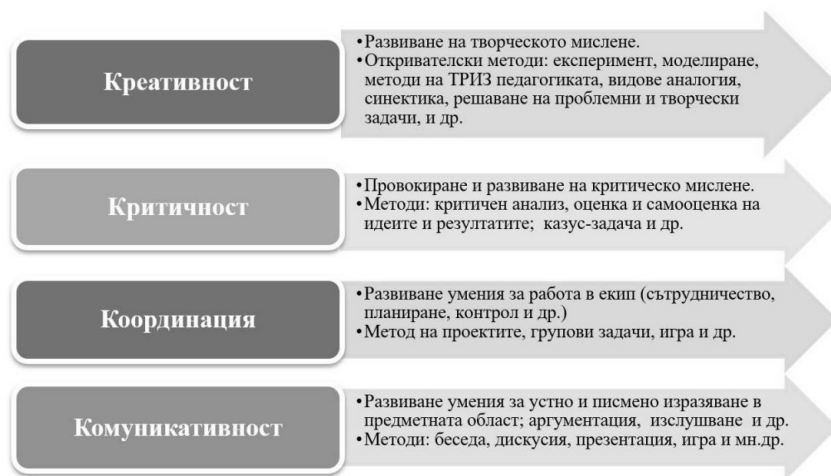 Креативност
•Развиване на творческото мислене.
•Откривателски методи: експеримент, моделиране,
методи на ТРИЗ педагогиката, видове аналогия,
синектика, решаване на проблемни и творчески
задачи, и др.
Критичност
•Провокиране и развиване на критическо мислене.
•Методи: критичен анализ, оценка и самооценка на
идеите и резултатите; казус-задача и др.
Координация
•Развиване умения за работа в екип (сътрудничество,
планиране, контрол и др.)
•Метод на проектите, групови задачи, игра и др.
Комуникативност
•Развиване умения за устно и писмено изразяване в
предметната област; аргументация, изслушване и др.
•Методи: беседа, дискусия, презентация, игра и мн.др.